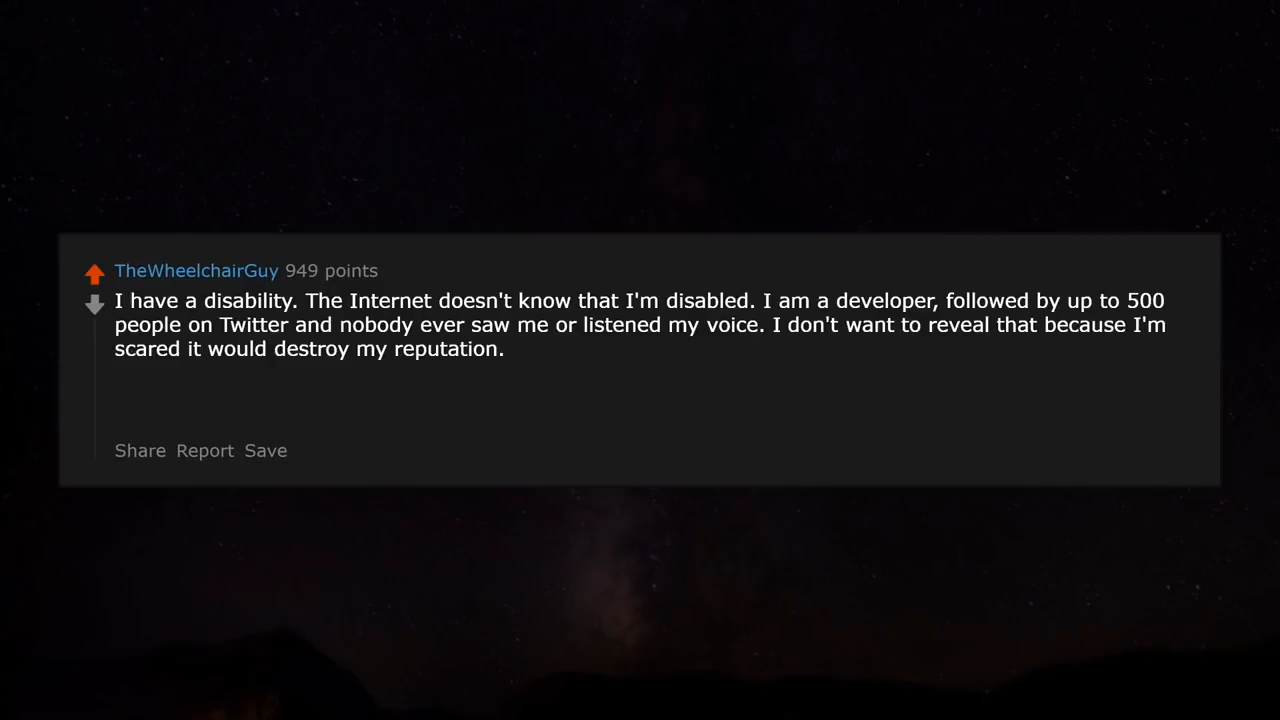 TheWheelchairGuy 949 points
I have a disability. The Internet doesn't know that I'm disabled. I am a developer, followed by up to 500
people on Twitter and nobody ever saw me or listened my voice. I don't want to reveal that because I'm
scared it would destroy my reputation.
Share Report Save